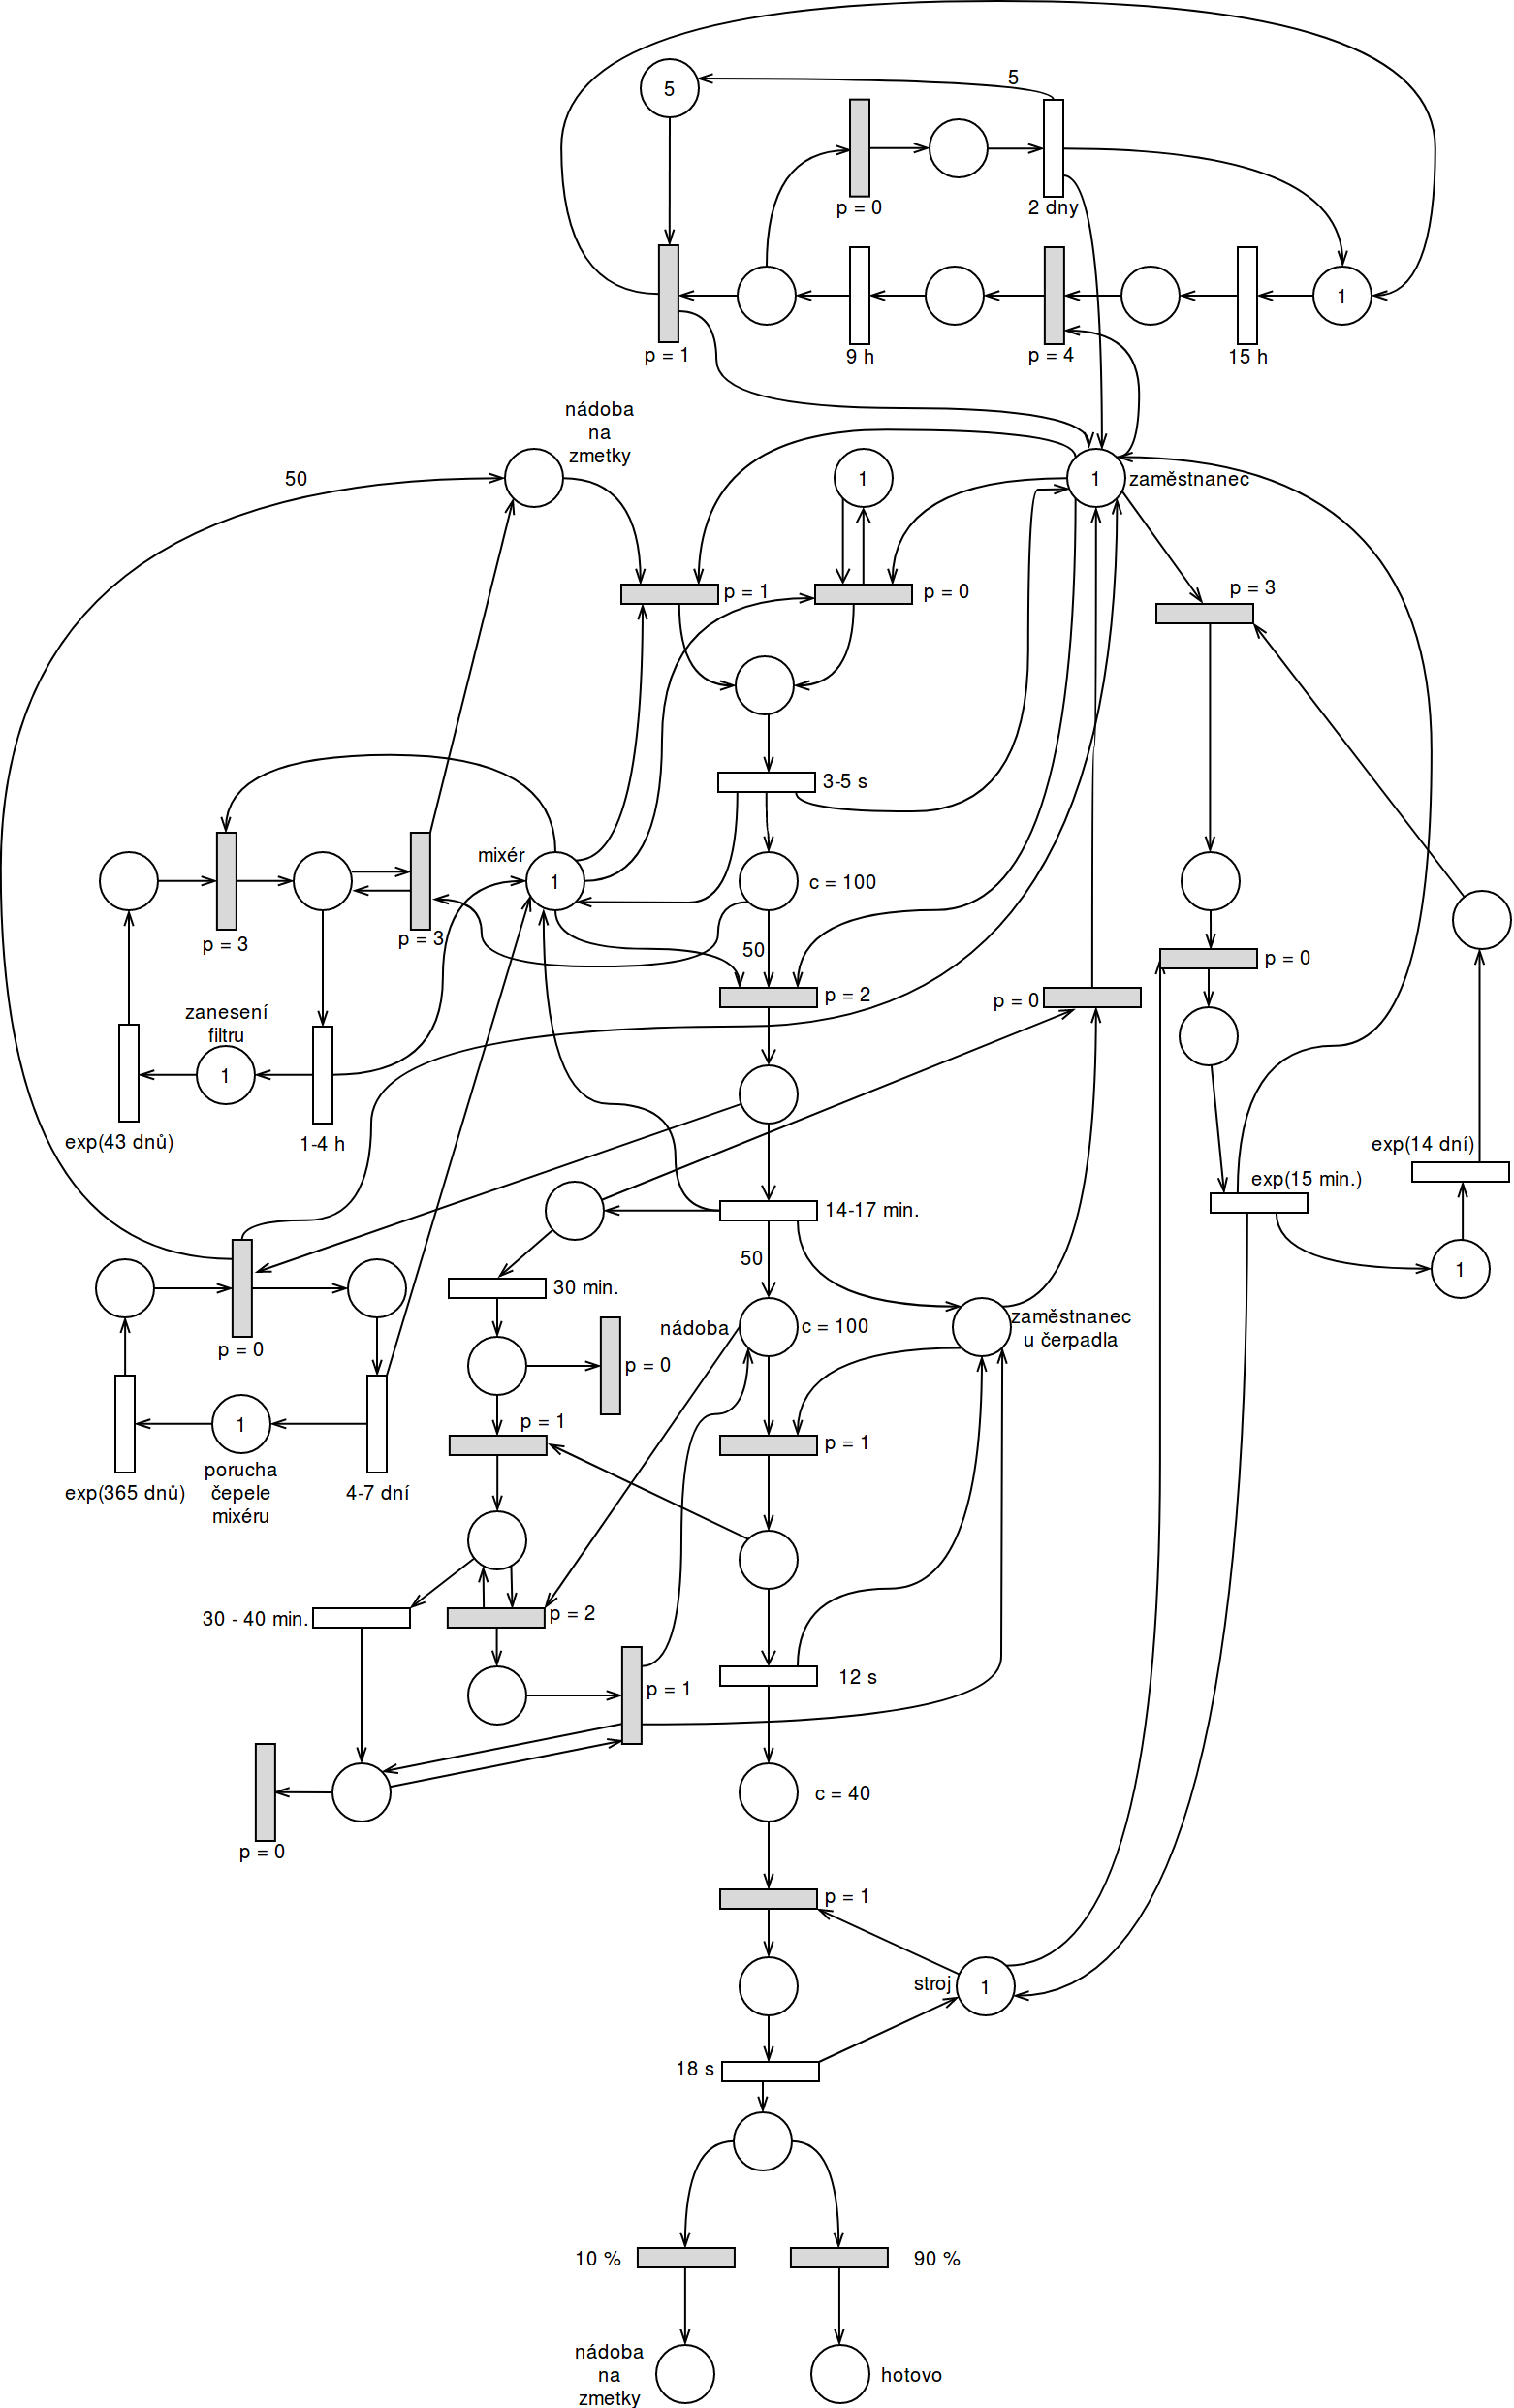 5
5
p = 0
2 dny
1
p = 1
9 h
p = 4
15 h
nádoba
na
zmetky
50
1
1
zaměstnanec
p = 1
p = 0
p = 3
3-5 s
mixér
1
c = 100
p = 3
p = 3
50
p = 0
p = 2
p = 0
zanesení
filtru
1
exp(43 dnů)
1-4 h
exp(14 dní)
exp(15 min.)
14-17 min.
50
1
30 min.
zaměstnanec
u čerpadla
nádoba
c = 100
p = 0
p = 0
1
p = 1
p = 1
porucha
čepele
mixéru
exp(365 dnů)
4-7 dní
30 - 40 min.
p = 2
12 s
p = 1
c = 40
p = 0
p = 1
stroj
1
18 s
10 %
90 %
nádoba
na
zmetky
hotovo